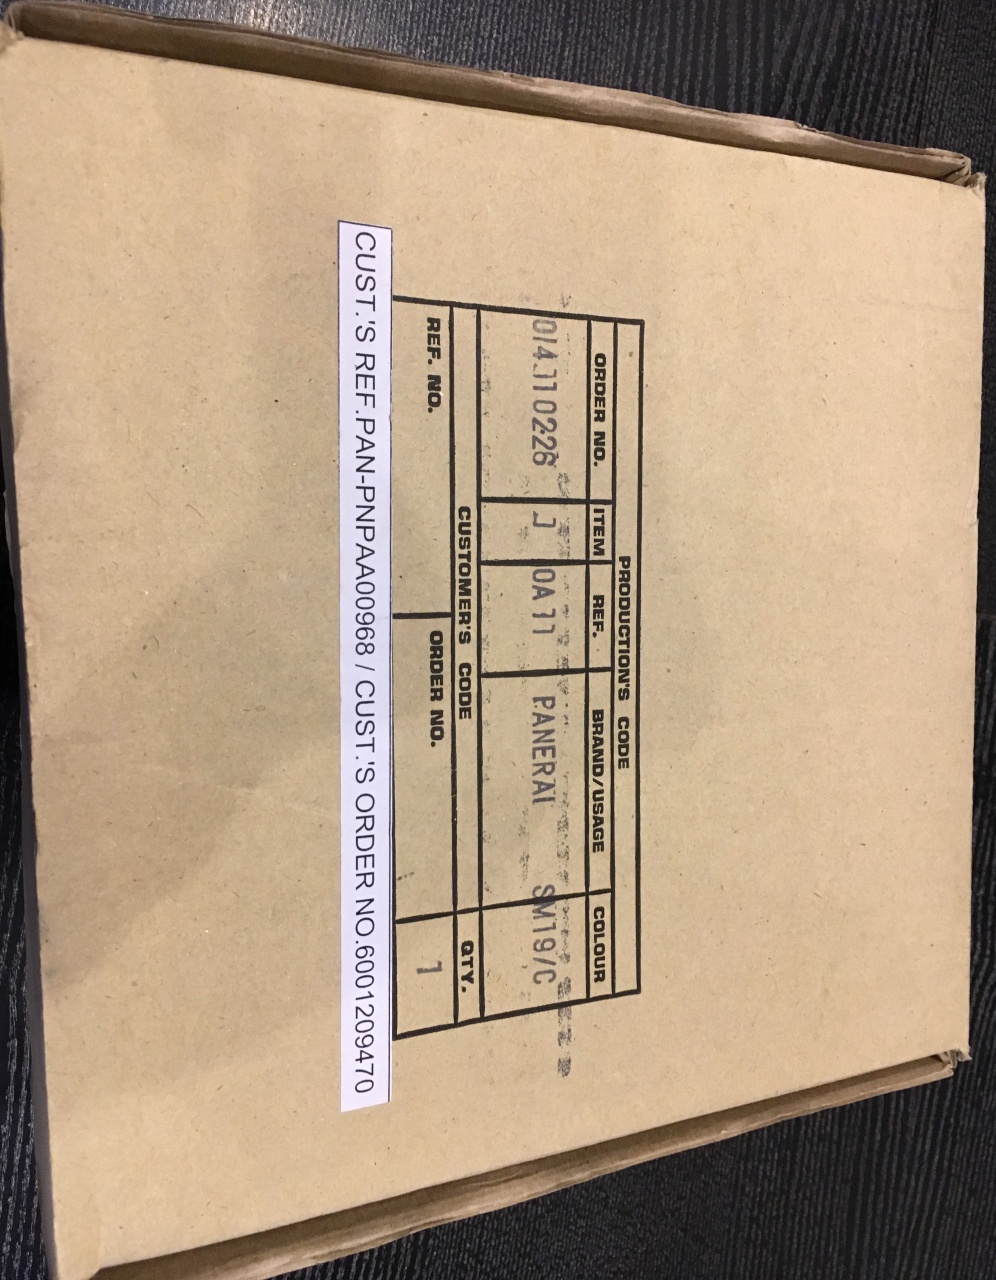 PRODUCTION'S CODE
ORDER NO. ITEM REF. BRAND/USAGE COLOUR
014.110226 J 0A11 PANERAI SM19/C
CUSTOMER'S CODE QTY.
REF. NO. ORDER NO. 1
CUST.'S REF.PAN-PNPAA00968 / CUST.'S ORDER NO.6001209470